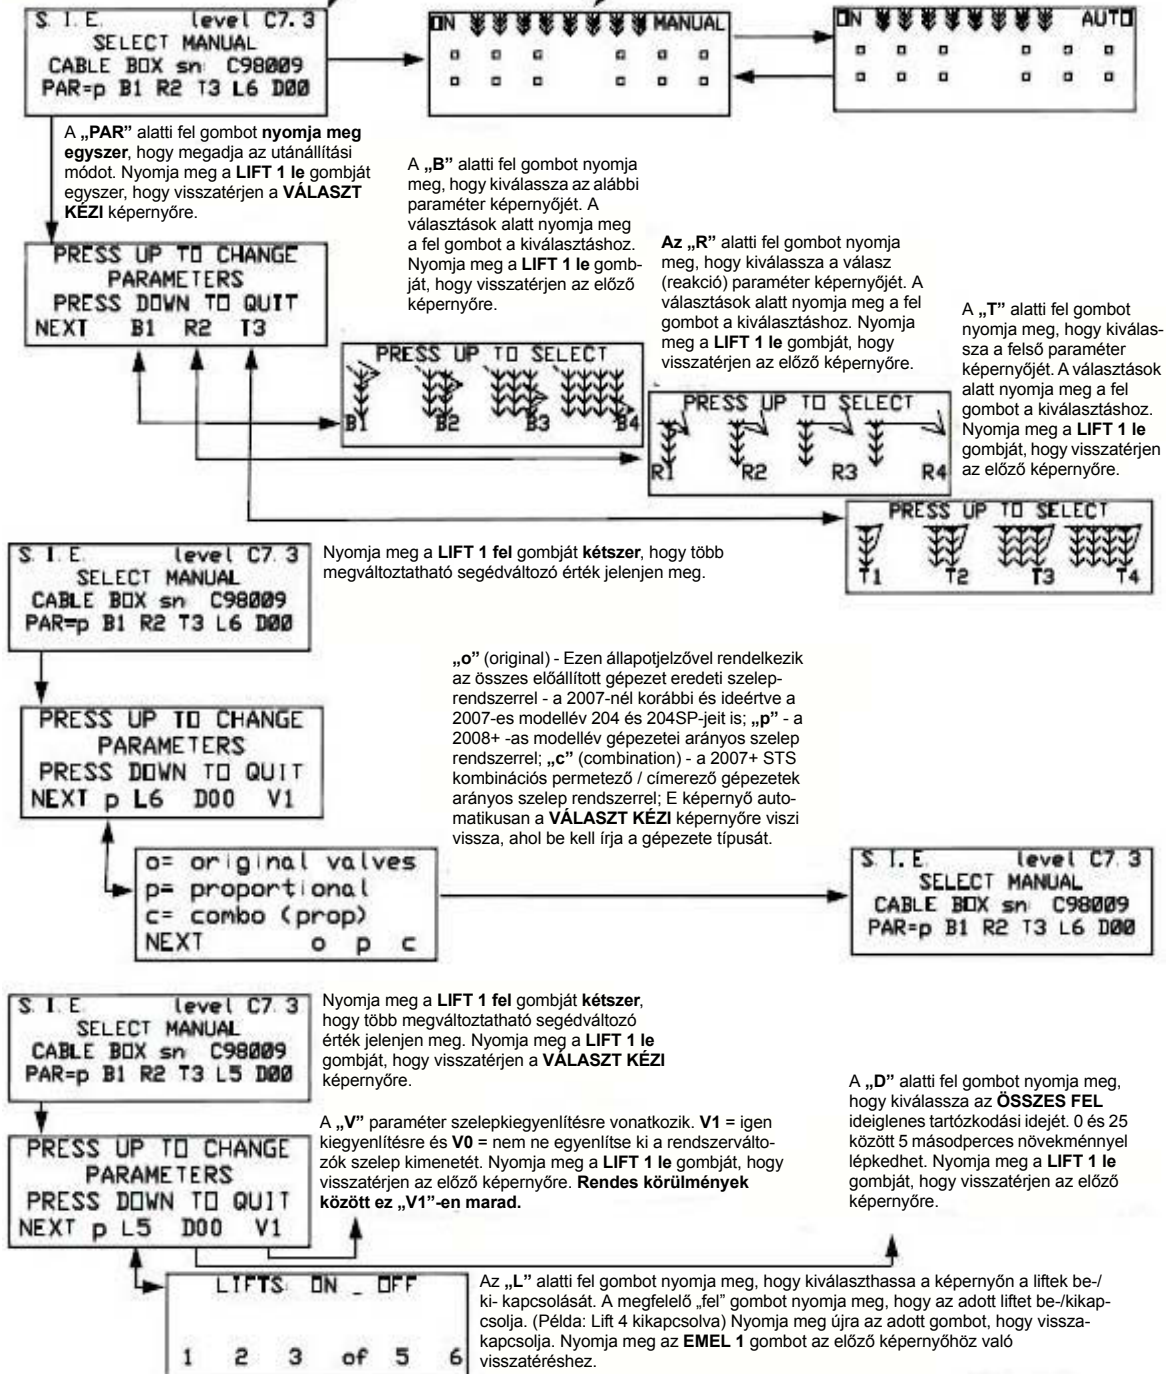 S. I. E. level C7. 3
SELECT MANUAL
CABLE BOX sn: C98009
PAR=p B1 R2 T3 L6 D00
ON MANUAL
ON AUTO
A „PAR” alatti fel gombot nyomja meg
egyszer, hogy megadja az utánállítási
módot. Nyomja meg a LIFT 1 le gombját
egyszer, hogy visszatérjen a VÁLASZT
KÉZI képernyőre.
A „B” alatti fel gombot nyomja
meg, hogy kiválassza az alábbi
paraméter képernyőjét. A
választások alatt nyomja meg
a fel gombot a kiválasztáshoz.
Nyomja meg a LIFT 1 le gomb-
ját, hogy visszatérjen az előző
képernyőre.
Az „R” alatti fel gombot nyomja
meg, hogy kiválassza a válasz
(reakció) paraméter képernyőjét. A
választások alatt nyomja meg a fel
gombot a kiválasztáshoz. Nyomja
meg a LIFT 1 le gombját, hogy
visszatérjen az előző képernyőre.
A „T” alatti fel gombot
nyomja meg, hogy kiválas-
sza a felső paraméter
képernyőjét. A választások
alatt nyomja meg a fel
gombot a kiválasztáshoz.
Nyomja meg a LIFT 1 le
gombját, hogy visszatérjen
az előző képernyőre.
PRESS UP TO CHANGE
PARAMETERS
PRESS DOWN TO QUIT
NEXT B1 R2 T3
PRESS UP TO SELECT
B1 B2 B3 B4
PRESS UP TO SELECT
R1 R2 R3 R4
PRESS UP TO SELECT
T1 T2 T3 T4
S. I. E. level C7. 3
SELECT MANUAL
CABLE BOX sn C98009
PAR=p B1 R2 T3 L6 D00
Nyomja meg a LIFT 1 fel gombját kétszer, hogy több
megváltoztatható segédváltozó érték jelenjen meg.
PRESS UP TO CHANGE
PARAMETERS
PRESS DOWN TO QUIT
NEXT p L6 D00 V1
„o” (original) - Ezen állapotjelzővel rendelkezik
az összes előállított gépezet eredeti szelep-
rendszerrel - a 2007-nél korábbi és ideértve a
2007-es modellév 204 és 204SP-jeit is; „p” - a
2008+ -as modellév gépezetei arányos szelep
rendszerrel; „c” (combination) - a 2007+ STS
kombinációs permetező / címerező gépezetek
arányos szelep rendszerrel; E képernyő auto-
matikusan a VÁLASZT KÉZI képernyőre viszi
vissza, ahol be kell írja a gépezete típusát.
o= original valves
p= proportional
c= combo (prop)
NEXT o p c
S. I. E. level C7. 3
SELECT MANUAL
CABLE BOX sn: C98009
PAR=p B1 R2 T3 L6 D00
S. I. E. level C7. 3
SELECT MANUAL
CABLE BOX sn C98009
PAR=p B1 R2 T3 L5 D00
Nyomja meg a LIFT 1 fel gombját kétszer,
hogy több megváltoztatható segédváltozó
érték jelenjen meg. Nyomja meg a LIFT 1 le
gombját, hogy visszatérjen a VÁLASZT KÉZI
képernyőre.
A „V” paraméter szelepkiegyenlítésre vonatkozik. V1 = igen
kiegyenlítésre és V0 = nem ne egyenlítse ki a rendszerválto-
zók szelep kimenetét. Nyomja meg a LIFT 1 le gombját, hogy
visszatérjen az előző képernyőre. Rendes körülmények
között ez „V1”-en marad.
A „D” alatti fel gombot nyomja meg,
hogy kiválassza az ÖSSZES FEL
ideiglenes tartózkodási idejét. 0 és 25
között 5 másodperces növekménnyel
lépkedhet. Nyomja meg a LIFT 1 le
gombját, hogy visszatérjen az előző
képernyőre.
PRESS UP TO CHANGE
PARAMETERS
PRESS DOWN TO QUIT
NEXT p L5 D00 V1
LIFTS: ON _ OFF
1 2 3 of 5 6
Az „L” alatti fel gombot nyomja meg, hogy kiválaszthassa a képernyőn a liftek be-/
ki- kapcsolását. A megfelelő „fel” gombot nyomja meg, hogy az adott liftet be-/kikap-
csolja. (Példa: Lift 4 kikapcsolva) Nyomja meg újra az adott gombot, hogy vissza-
kapcsolja. Nyomja meg az EMEL 1 gombot az előző képernyőhöz való
visszatéréshez.